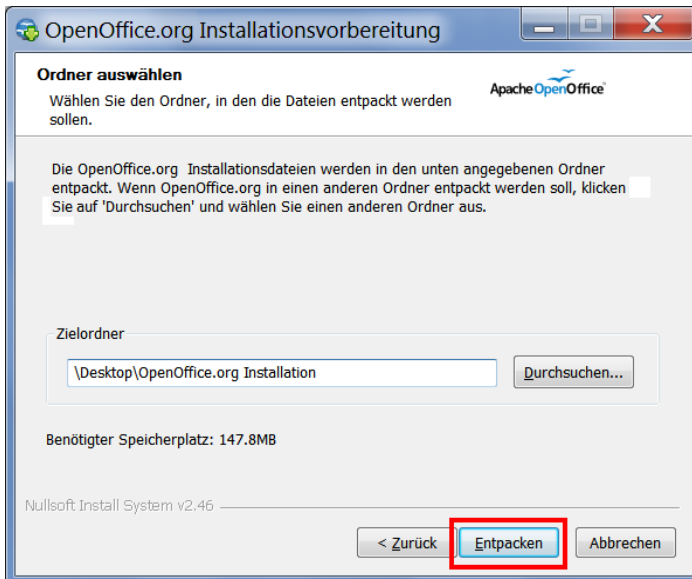 OpenOffice.org Installationsvorbereitung
Ordner auswählen
Wählen Sie den Ordner, in den die Dateien entpackt werden
sollen.
Apache OpenOffice
Die OpenOffice.org Installationsdateien werden in den unten angegebenen Ordner
entpackt. Wenn OpenOffice.org in einen anderen Ordner entpackt werden soll, klicken
Sie auf 'Durchsuchen' und wählen Sie einen anderen Ordner aus.
Zielordner
\Desktop\OpenOffice.org Installation
Durchsuchen...
Benötigter Speicherplatz: 147.8MB
Nullsoft Install System v2.46
< Zurück Entpacken Abbrechen